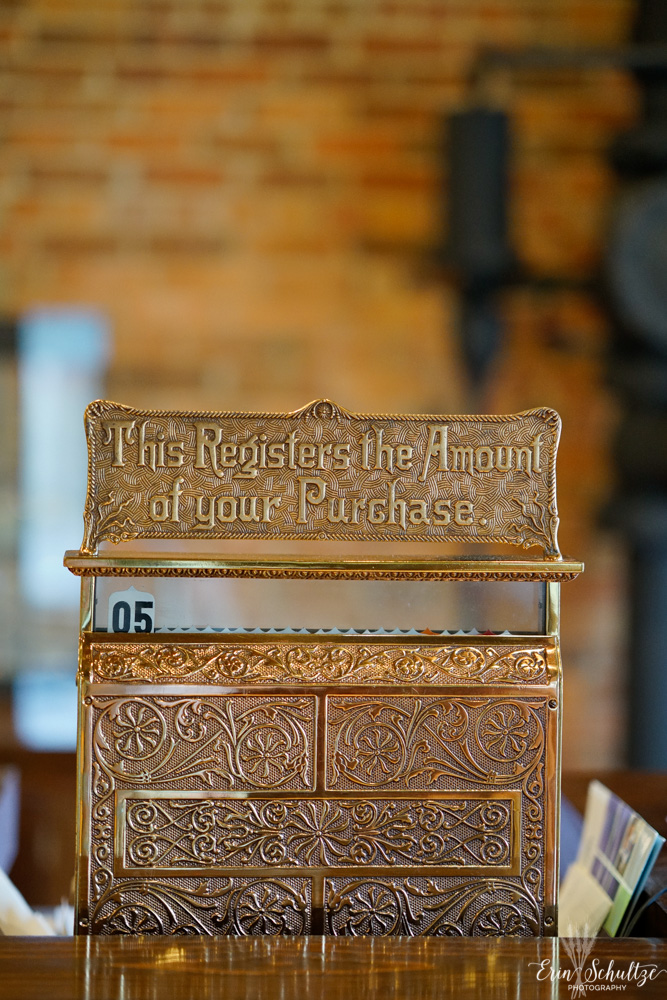 This Registers the Amount
of your Purchase.
05
Erin Schultze
PHOTOGRAPHY